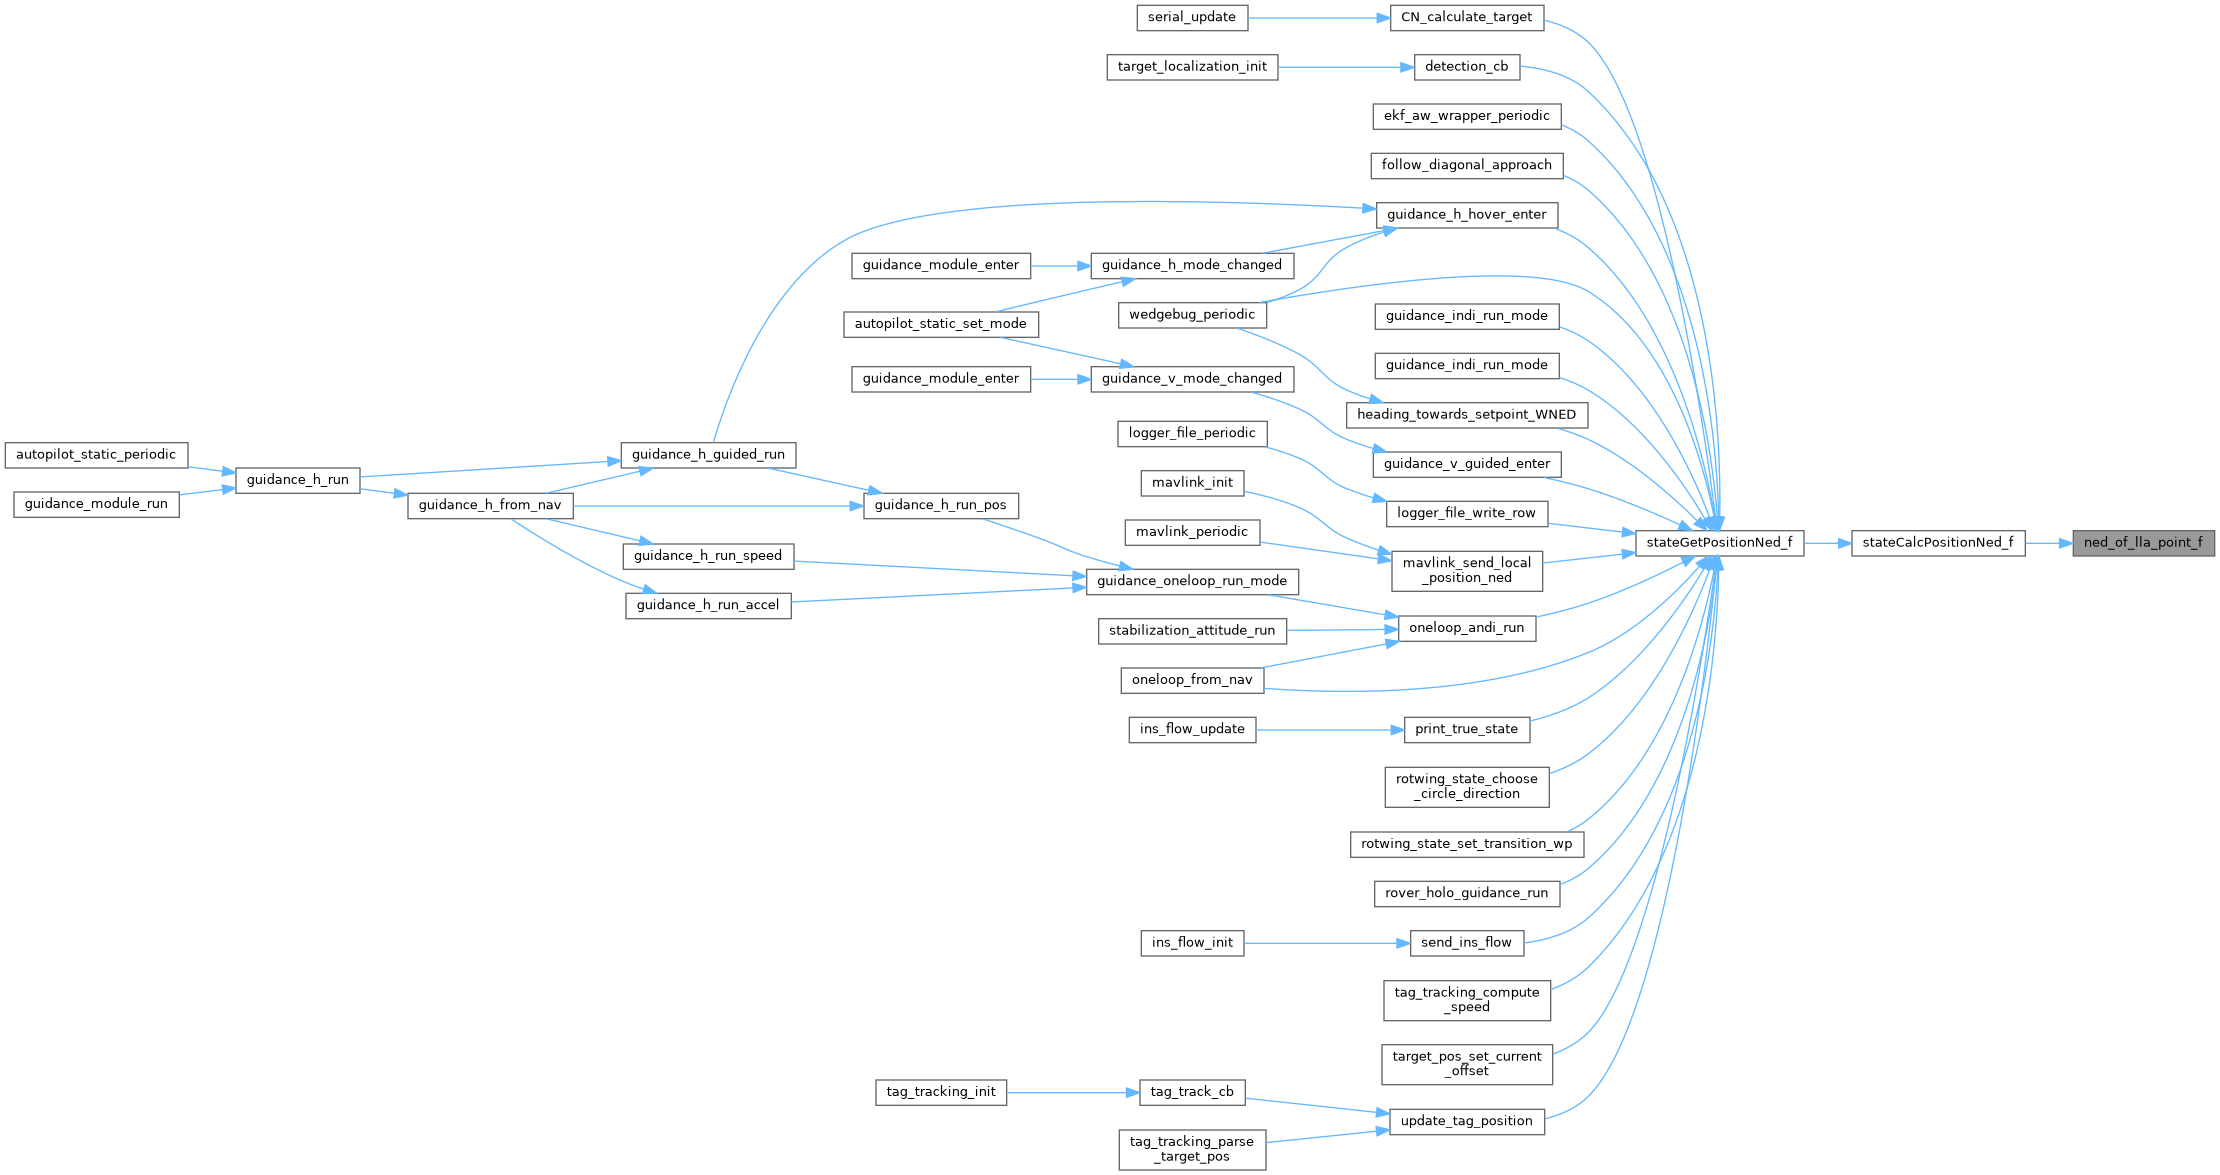 serial_update
CN_calculate_target
target_localization_init
detection_cb
ekf_aw_wrapper_periodic
follow_diagonal_approach
guidance_h_hover_enter
guidance_module_enter
guidance_h_mode_changed
wedgebug_periodic
guidance_indi_run_mode
autopilot_static_set_mode
guidance_indi_run_mode
guidance_module_enter
guidance_v_mode_changed
heading_towards_setpoint_WNED
logger_file_periodic
autopilot_static_periodic
guidance_h_guided_run
guidance_v_guided_enter
guidance_h_run
mavlink_init
guidance_module_run
guidance_h_from_nav
guidance_h_run_pos
logger_file_write_row
mavlink_periodic
stateGetPositionNed_f
stateCalcPositionNed_f
ned_of_lla_point_f
guidance_h_run_speed
mavlink_send_local
_position_ned
guidance_oneloop_run_mode
guidance_h_run_accel
stabilization_attitude_run
oneloop_andi_run
oneloop_from_nav
ins_flow_update
print_true_state
rotwing_state_choose
_circle_direction
rotwing_state_set_transition_wp
rover_holo_guidance_run
ins_flow_init
send_ins_flow
tag_tracking_compute
_speed
target_pos_set_current
_offset
tag_tracking_init
tag_track_cb
update_tag_position
tag_tracking_parse
_target_pos